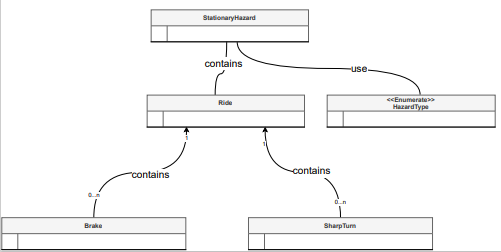 StationaryHazard
contains
use
Ride
<<Enumerate>>
HazardType
1
1
contains
contains
0...n
0...n
Brake
SharpTurn